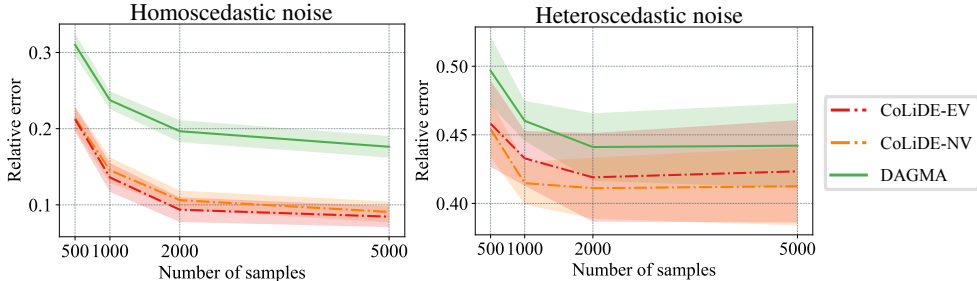 Homoscedastic noise
Relative error
0.3
0.2
0.1
500 1000 2000 5000
Number of samples
Heteroscedastic noise
Relative error
0.50
0.45
0.40
500 1000 2000 5000
Number of samples
CoLiDE-EV
CoLiDE-NV
DAGMA